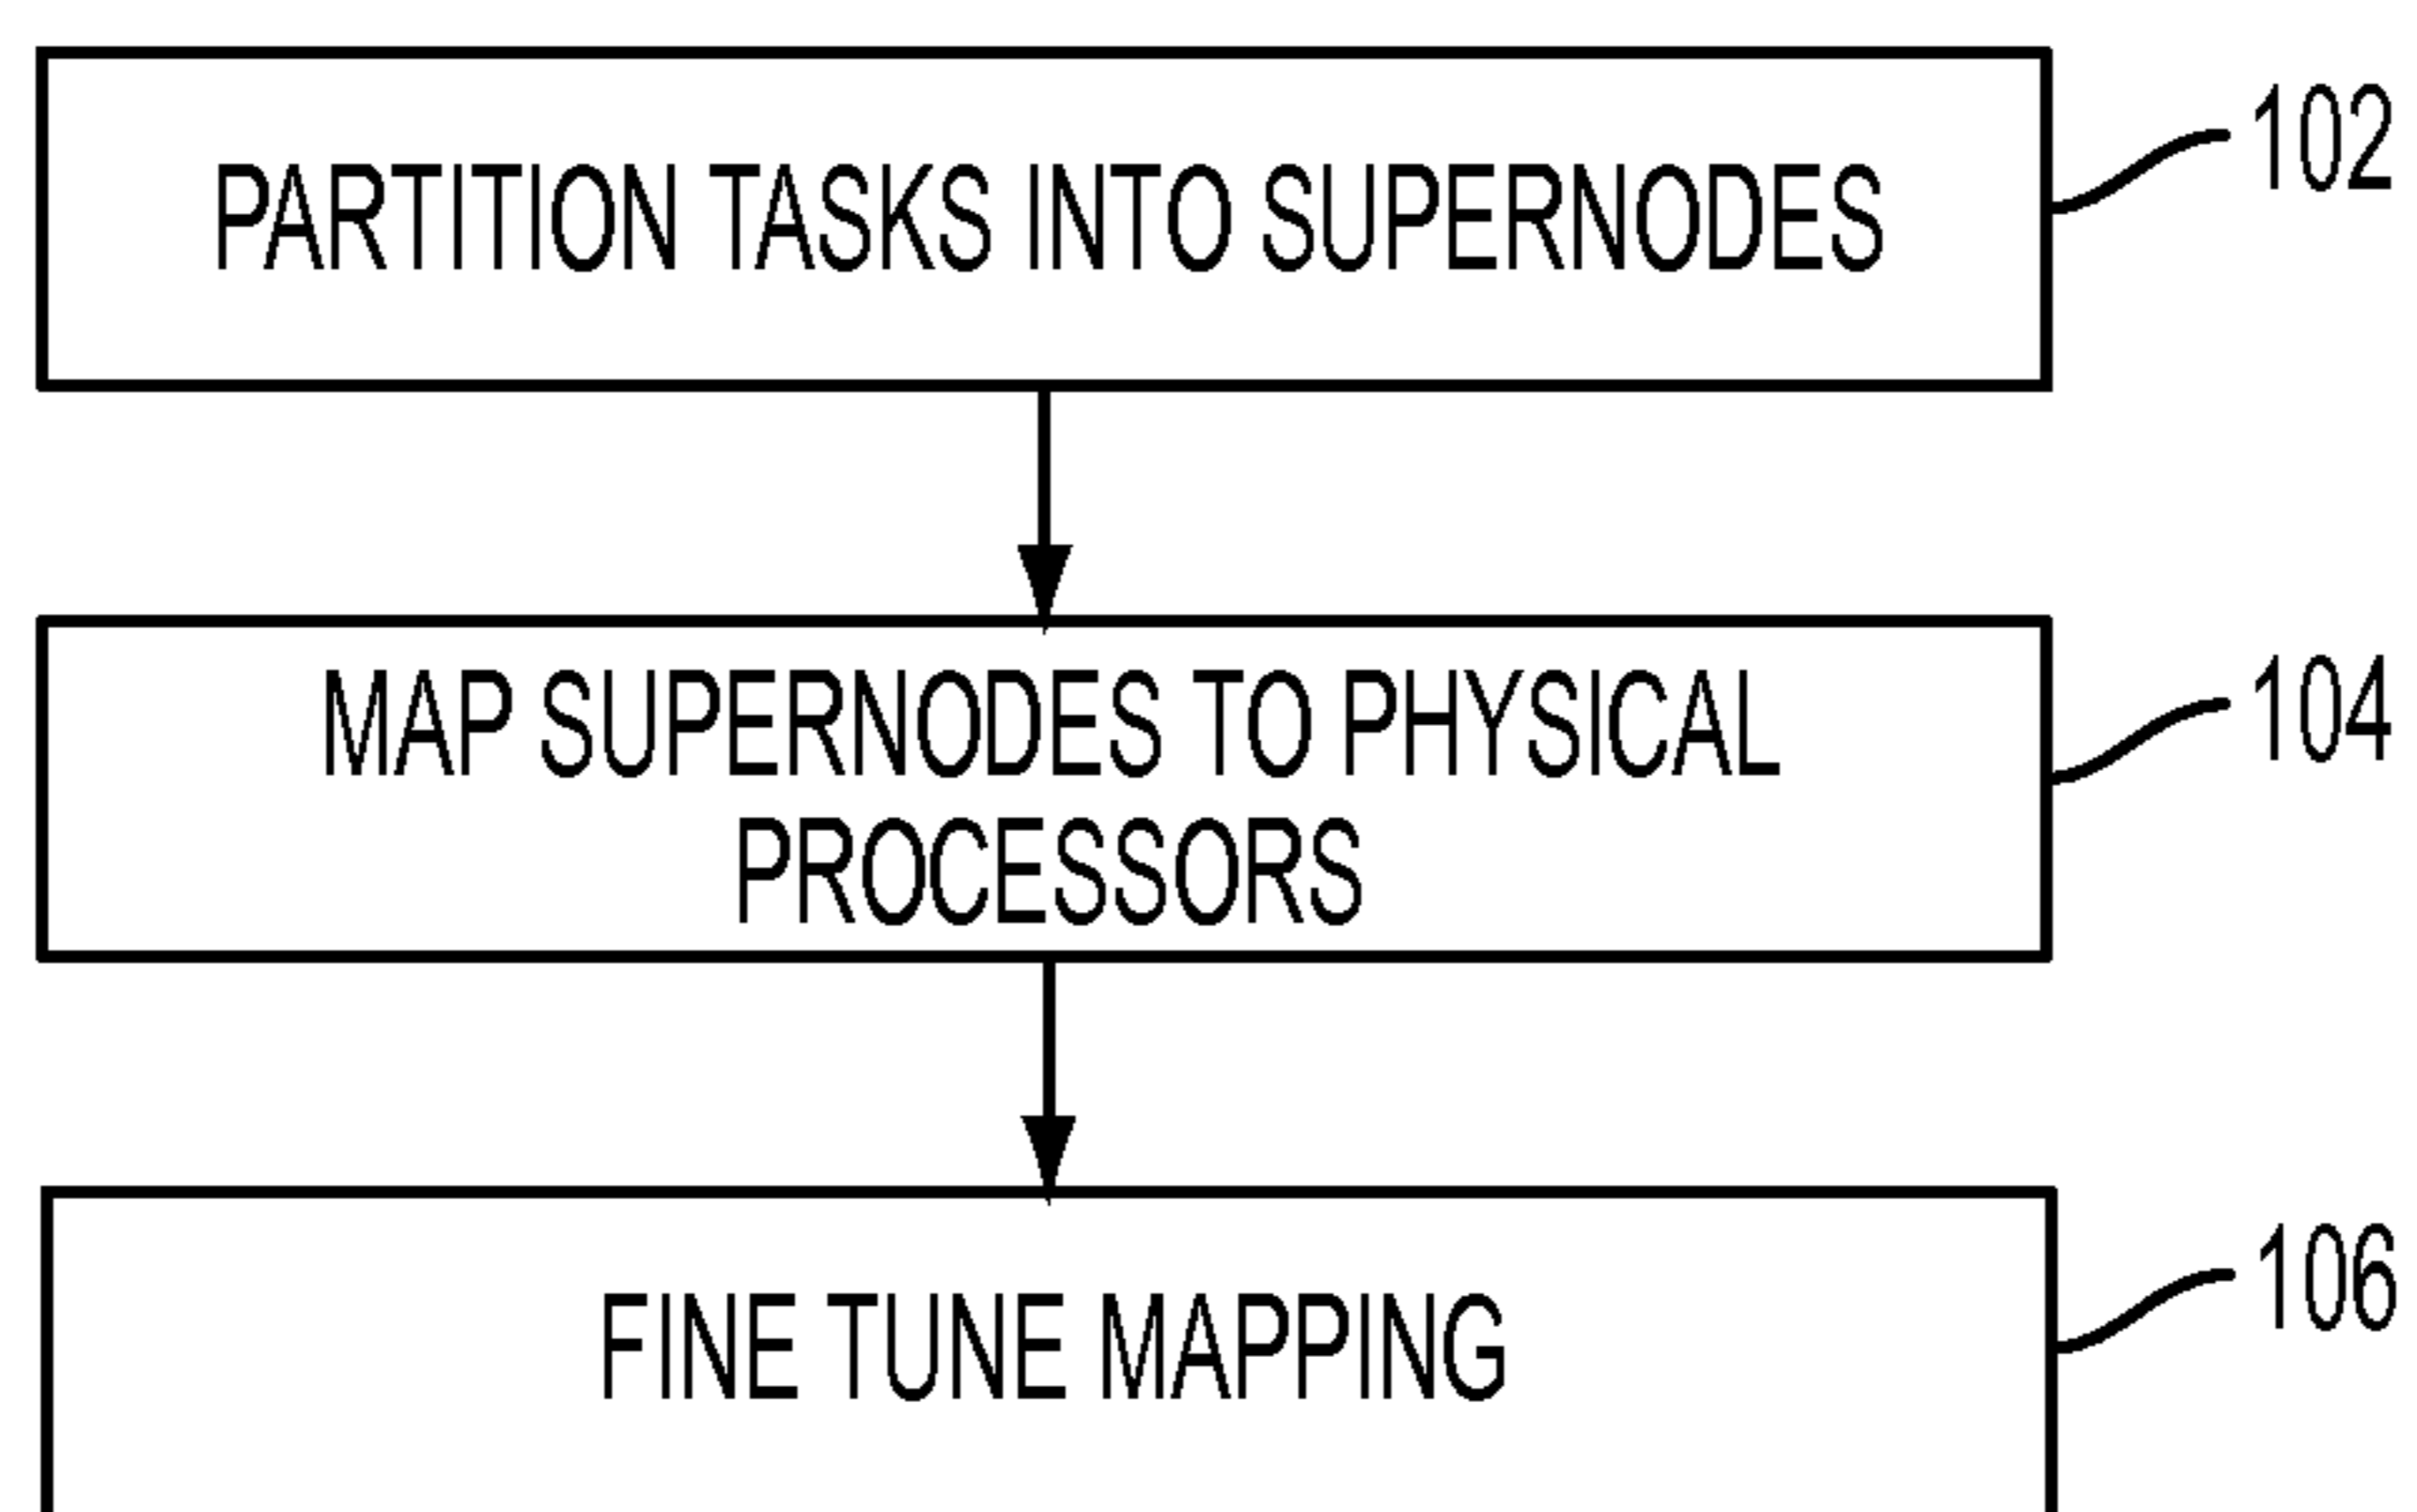 PARTITION TASKS INTO SUPERNODES
102
MAP SUPERNODES TO PHYSICAL
PROCESSORS
104
FINE TUNE MAPPING
106